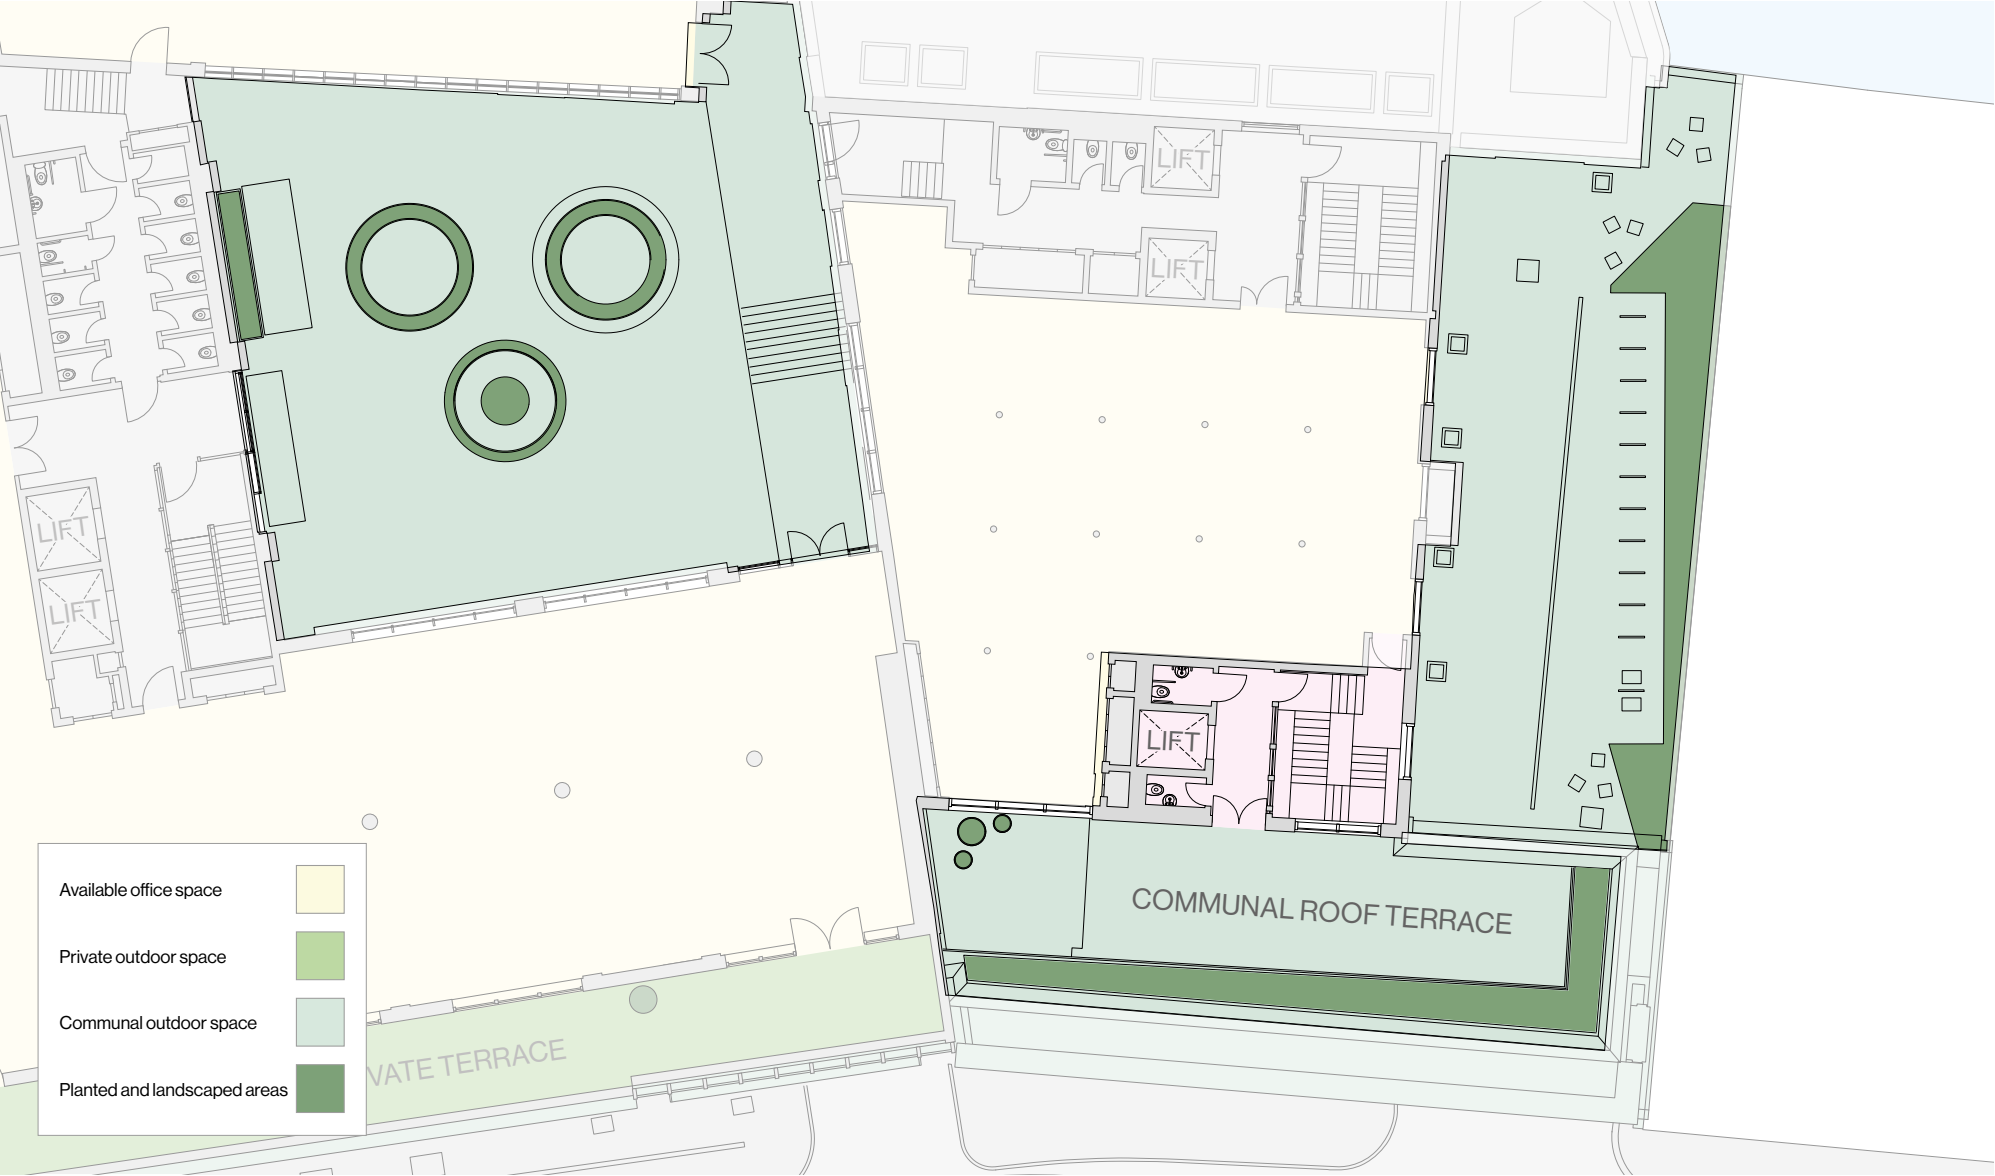 LIFT
LIFT
LIFT
LIFT
LIFT
COMMUNAL ROOF TERRACE
VATE TERRACE
Available office space
Private outdoor space
Communal outdoor space
Planted and landscaped areas